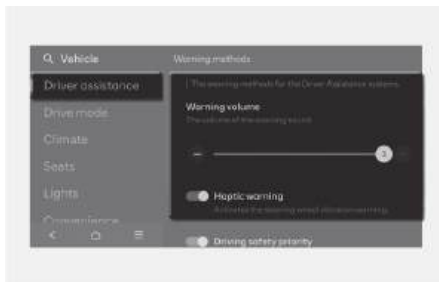 Vehicle
Warning methods
Driver assistance
The warning methods for the Driver Assistance systems.
Drive mode
Warning volume
The volume of the warning sound.
Climate
Seats
3
Lights
Haptic warning
Convenience
Driving safety priority